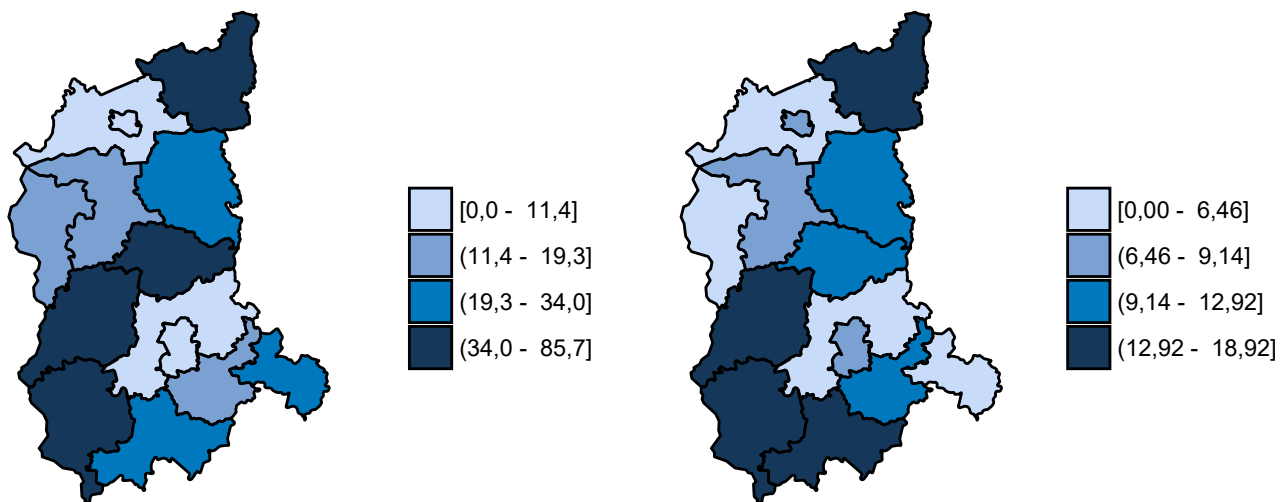 [0,0 - 11,4]
(11,4 - 19,3]
(19,3 - 34,0]
(34,0 - 85,7]
[0,00 - 6,46]
(6,46 - 9,14]
(9,14 - 12,92]
(12,92 - 18,92]